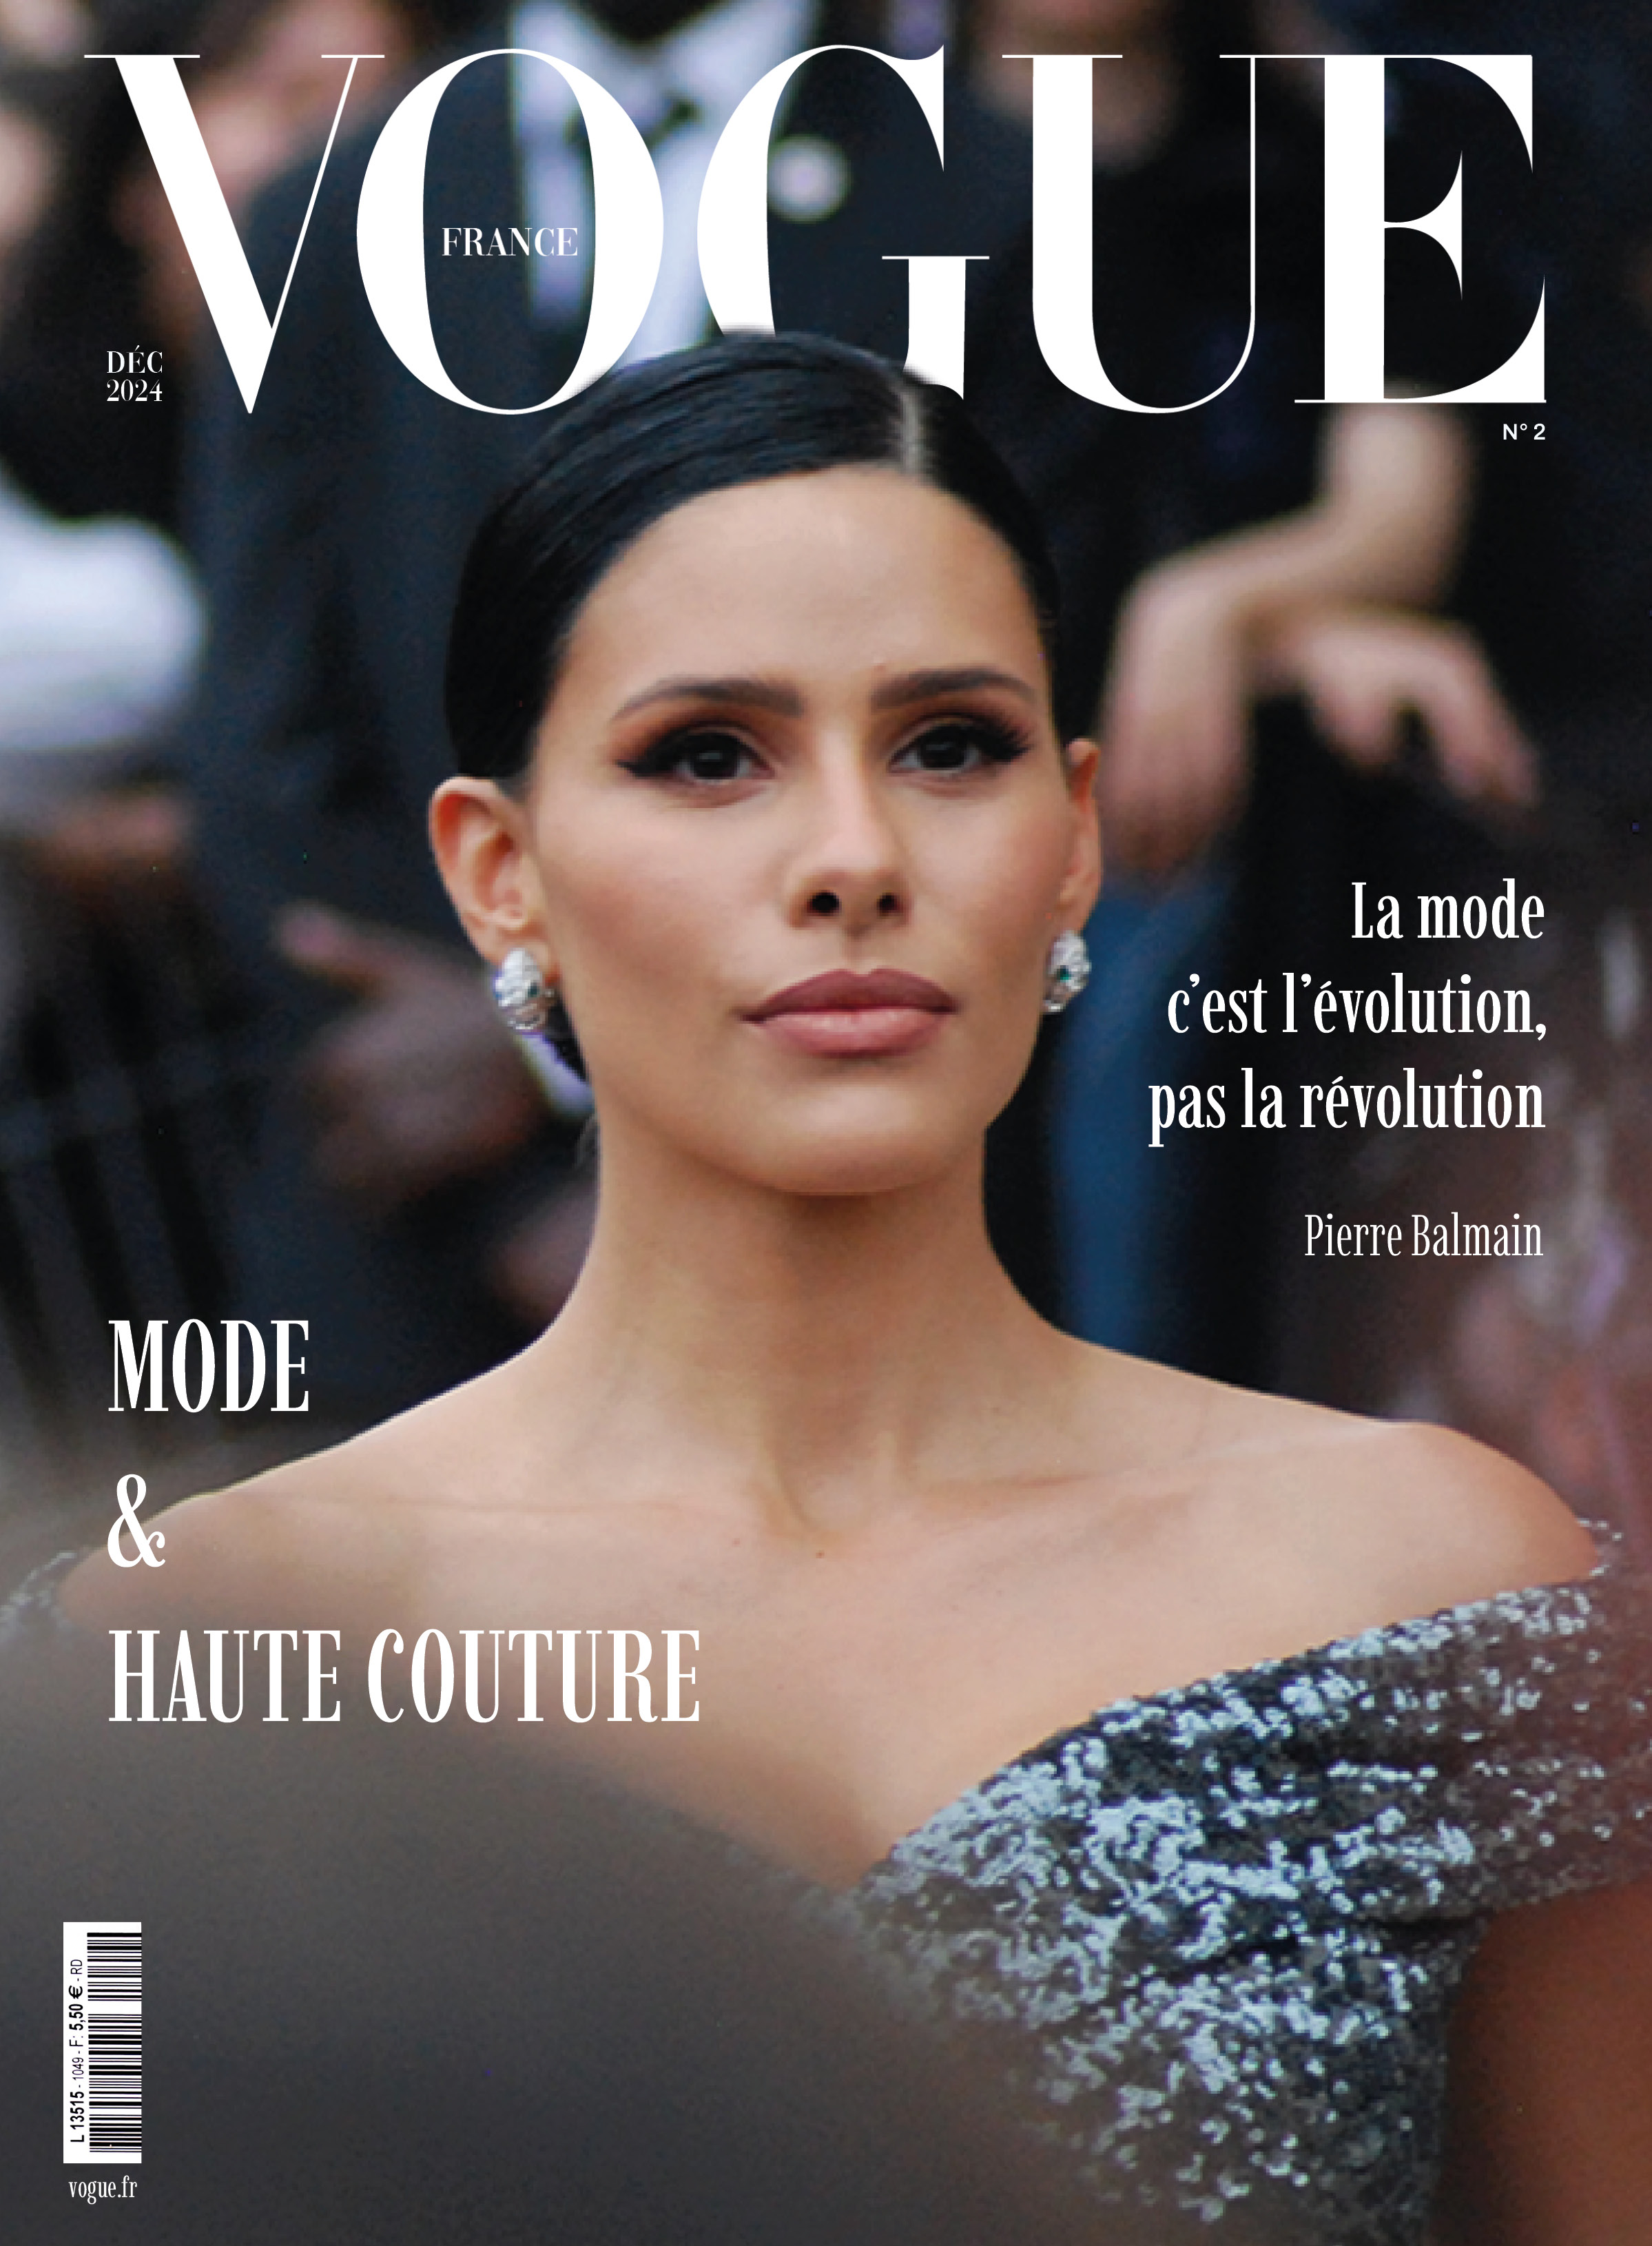 VOGUE
FRANCE
DÉC
2024
N° 2
La mode
c’est l’évolution,
pas la révolution
Pierre Balmain
MODE
&
HAUTE COUTURE
L 13515 - 1049 - F: 5,50 € - RD
vogue.fr